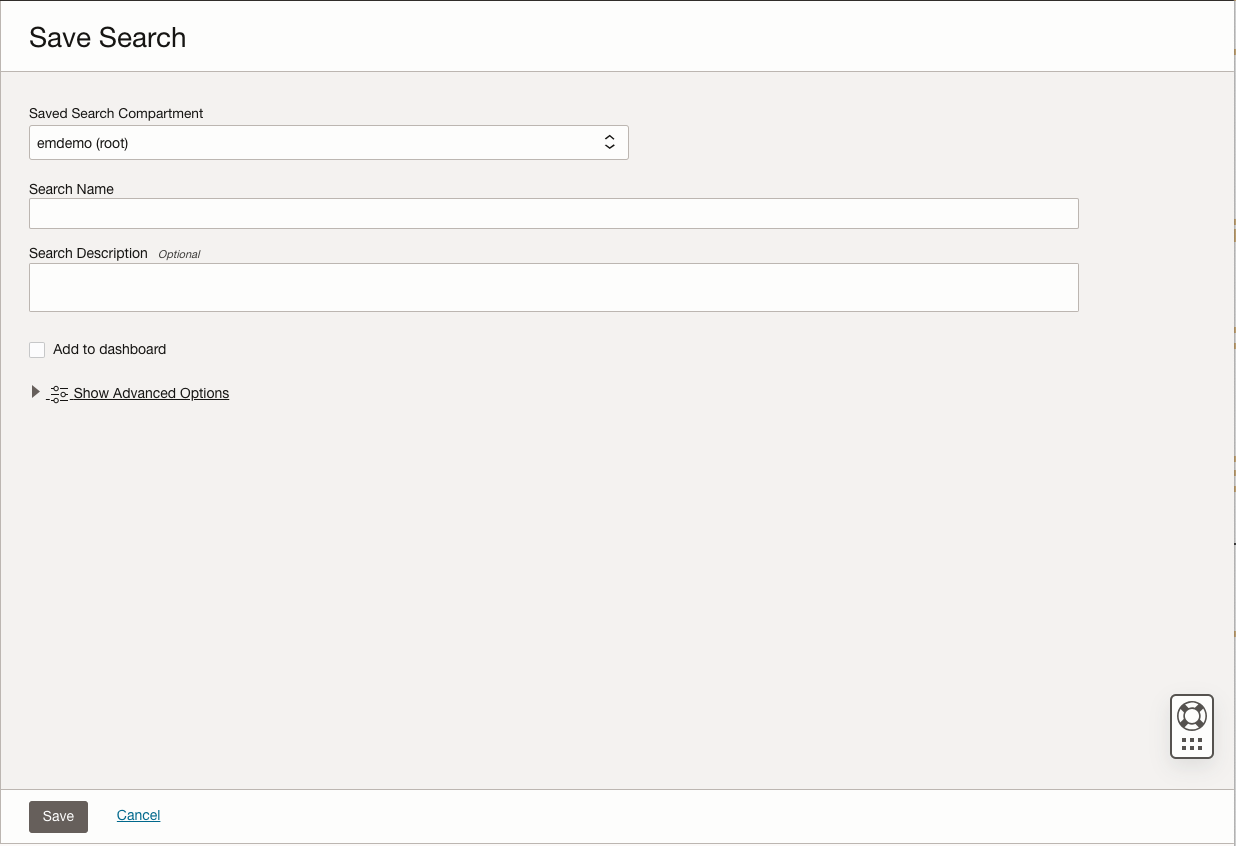 Save Search
Saved Search Compartment
emdemo (root)
Search Name
Search Description Optional
Add to dashboard
Show Advanced Options
Save Cancel